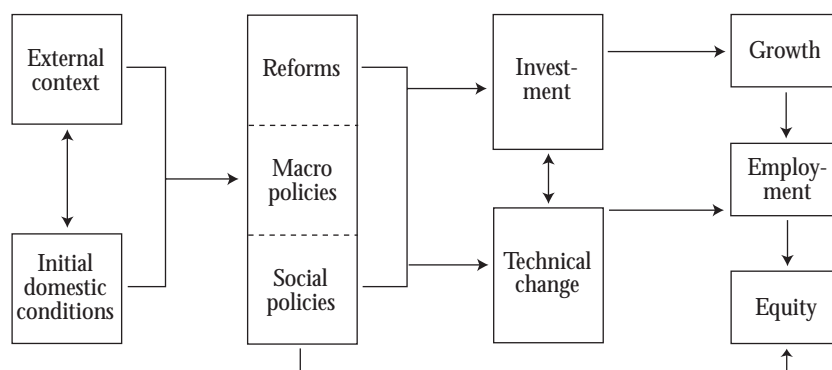 External
context
Initial
domestic
conditions
Reforms
Macro
policies
Social
policies
Invest-
ment
Technical
change
Growth
Employ-
ment
Equity